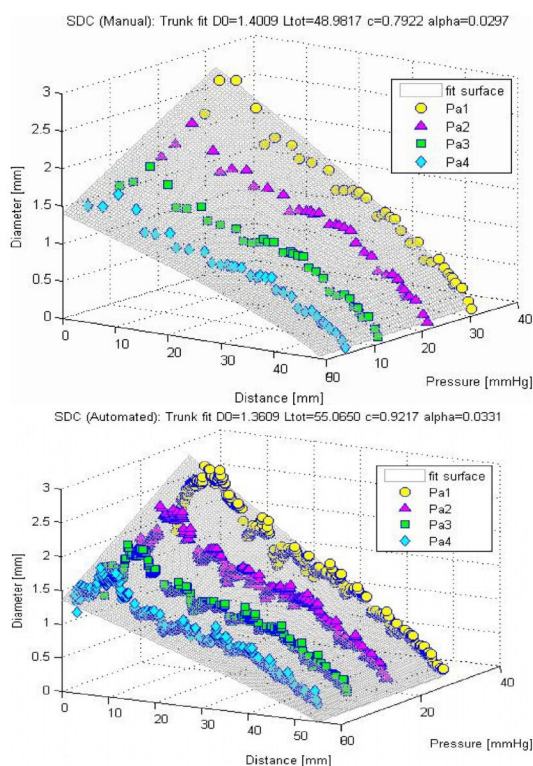 SDC (Manual): Trunk fit D0=1.4009 Ltot=48.9817 c=0.7922 alpha=0.0297
3
2.5
2
1.5
1
0.5
0
Diameter [mm]
fit surface
Pa1
Pa2
Pa3
Pa4
0
10
20
30
40
10
20
30
40
Distance [mm]
Pressure [mmHg]
SDC (Automated): Trunk fit D0=1.3609 Ltot=55.0650 c=0.9217 alpha=0.0331
3
2.5
2
1.5
1
0.5
0
Diameter [mm]
fit surface
Pa1
Pa2
Pa3
Pa4
0
10
20
30
40
50
20
40
Distance [mm]
Pressure [mmHg]